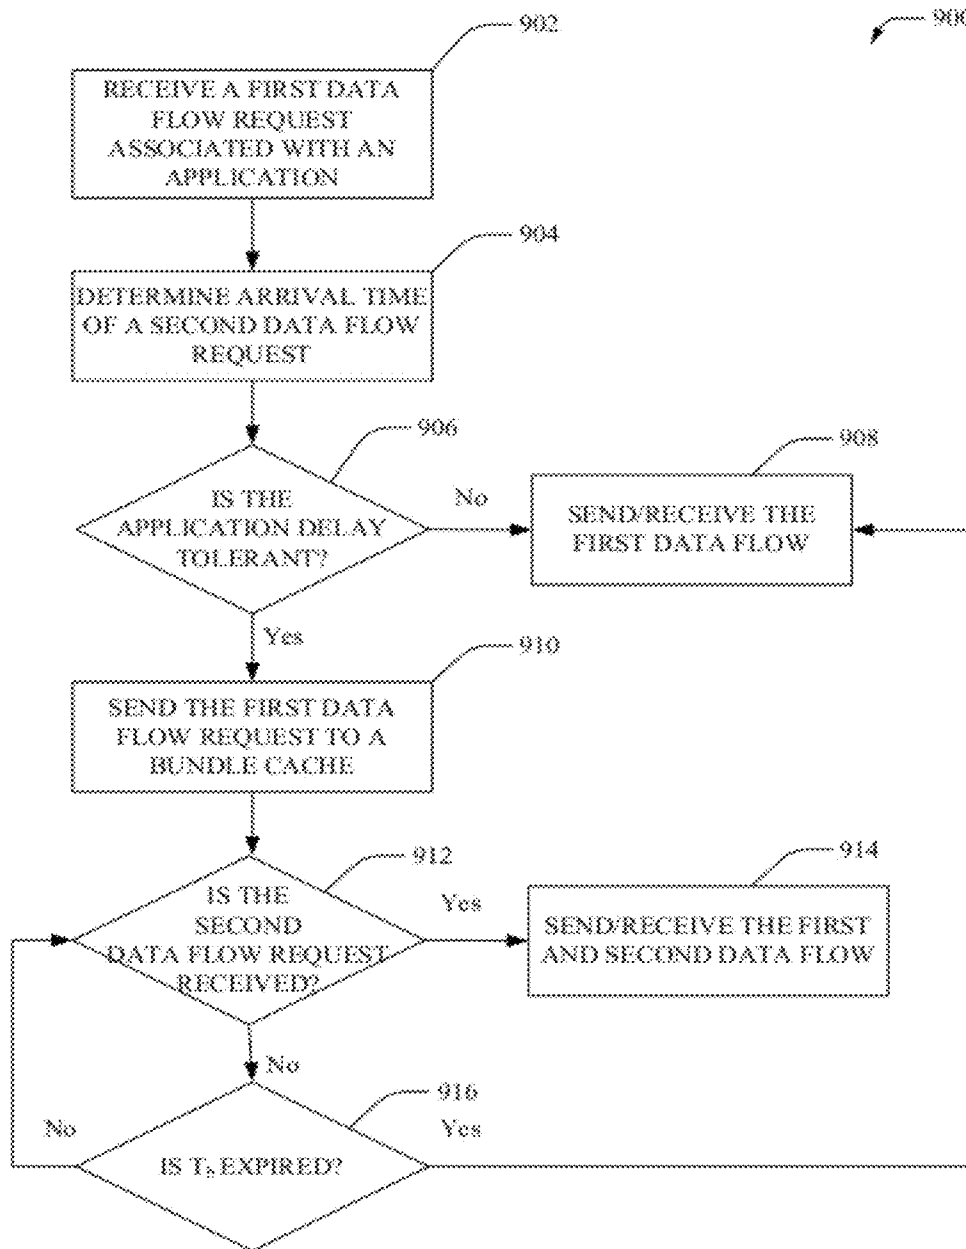 902
900
RECEIVE A FIRST DATA
FLOW REQUEST
ASSOCIATED WITH AN
APPLICATION
904
DETERMINE ARRIVAL TIME
OF A SECOND DATA FLOW
REQUEST
906
908
IS THE
APPLICATION DELAY
TOLERANT?
No
SEND/RECEIVE THE
FIRST DATA FLOW
Yes
910
SEND THE FIRST DATA
FLOW REQUEST TO A
BUNDLE CACHE
912
914
IS THE
SECOND
DATA FLOW REQUEST
RECEIVED?
Yes
SEND/RECEIVE THE FIRST
AND SECOND DATA FLOW
No
916
No
Yes
IS T EXPIRED?